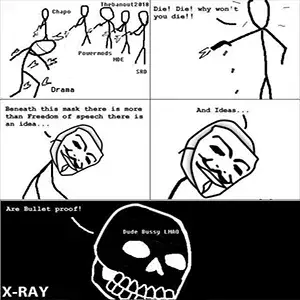 Thebanout2018
Chapo
Powermods
MDE
SRD
Drama
Die! Die! why won't
you die!!
Beneath this mask there is more
than Freedom of speech there is
an idea...
And Ideas...
Are Bullet proof!
Dude Bussy LMAO
X-RAY